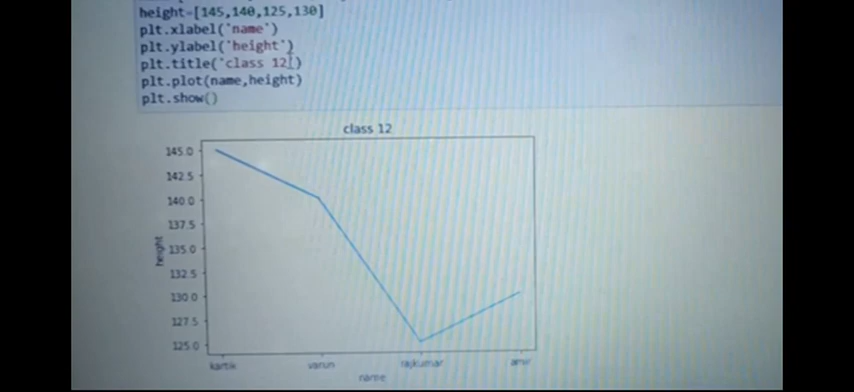 height=[145,140,125,130]
plt.xlabel('name')
plt.ylabel('height')
plt.title('class 12')
plt.plot(name,height)
plt.show()
class 12
145.0
142.5
140.0
137.5
135.0
132.5
130.0
127.5
125.0
height
kartik varun rajkumar amir
name